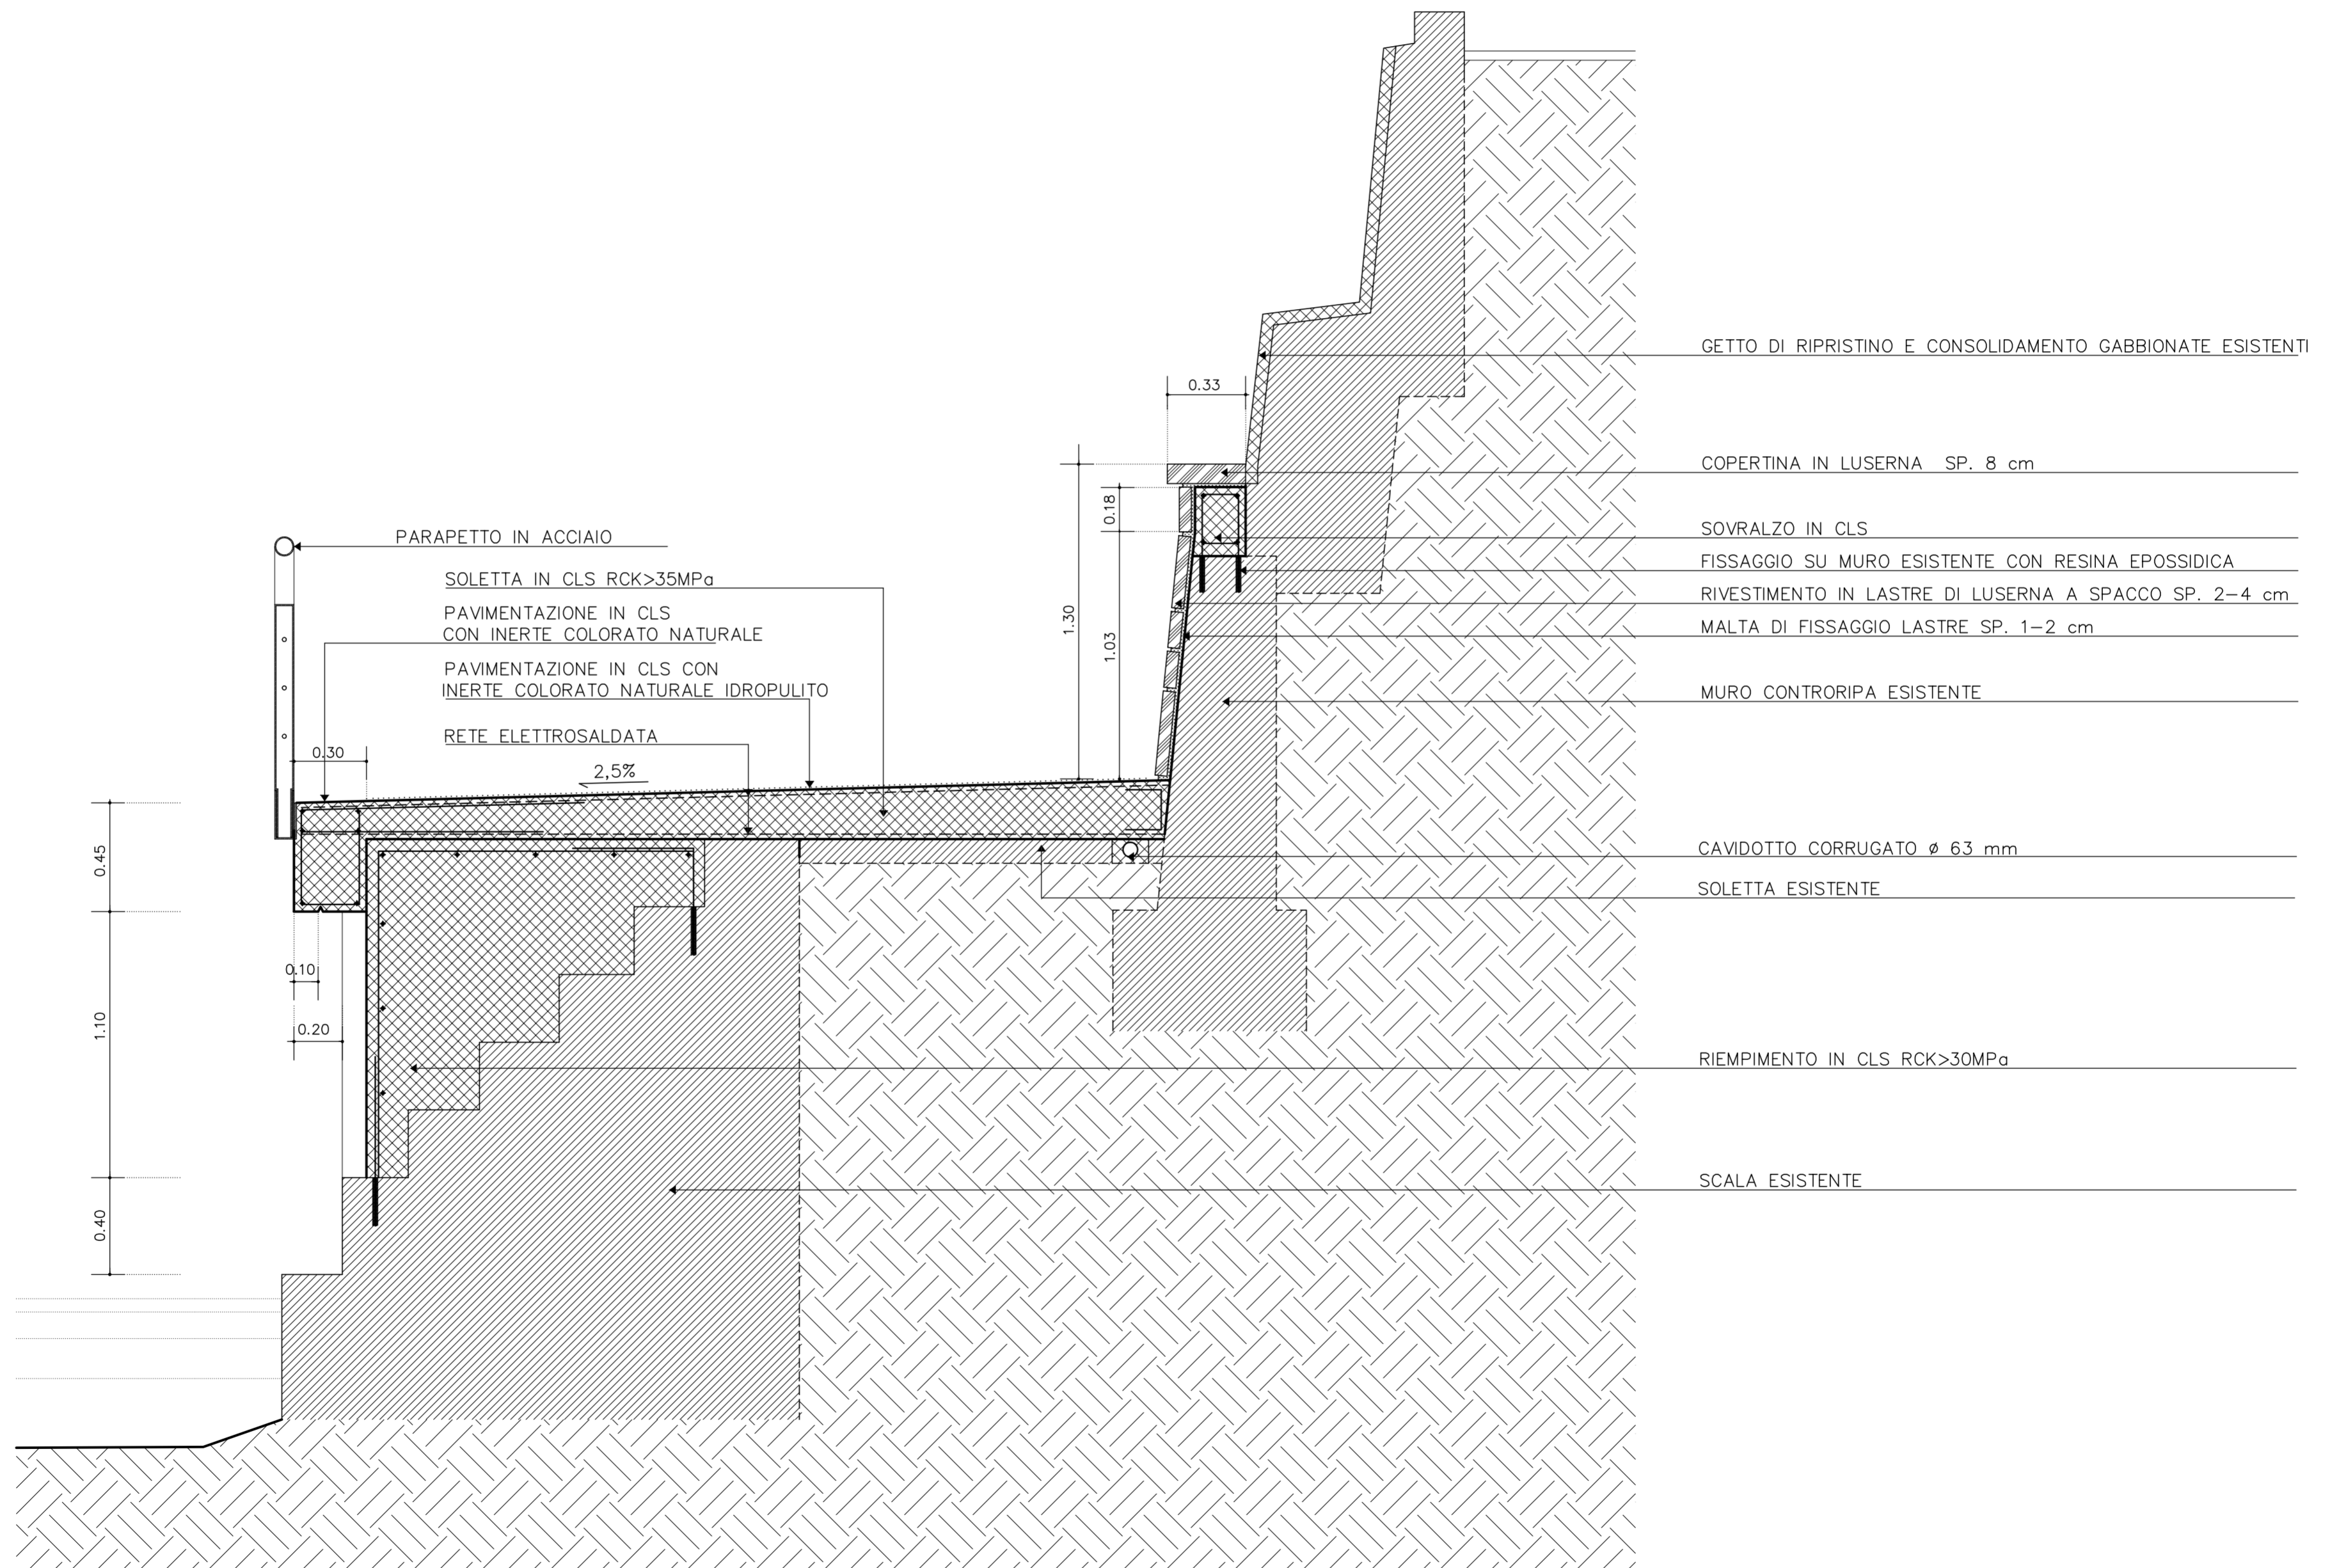 GETTO DI RIPRISTINO E CONSOLIDAMENTO GABBIONATE ESISTENTI
0.33
COPERTINA IN LUSERNA SP. 8 cm
0.18
SOVRALZO IN CLS
PARAPETTO IN ACCIAIO
FISSAGGIO SU MURO ESISTENTE CON RESINA EPOSSIDICA
SOLETTA IN CLS RCK>35MPa
RIVESTIMENTO IN LASTRE DI LUSERNA A SPACCO SP. 2-4 cm
PAVIMENTAZIONE IN CLS
CON INERTE COLORATO NATURALE
1.30
1.03
MALTA DI FISSAGGIO LASTRE SP. 1-2 cm
PAVIMENTAZIONE IN CLS CON
INERTE COLORATO NATURALE IDROPULITO
MURO CONTRORIPA ESISTENTE
RETE ELETTROSALDATA
0.30
2,5%
0.45
CAVIDOTTO CORRUGATO ø 63 mm
SOLETTA ESISTENTE
0.10
1.10
0.20
RIEMPIMENTO IN CLS RCK>30MPa
SCALA ESISTENTE
0.40